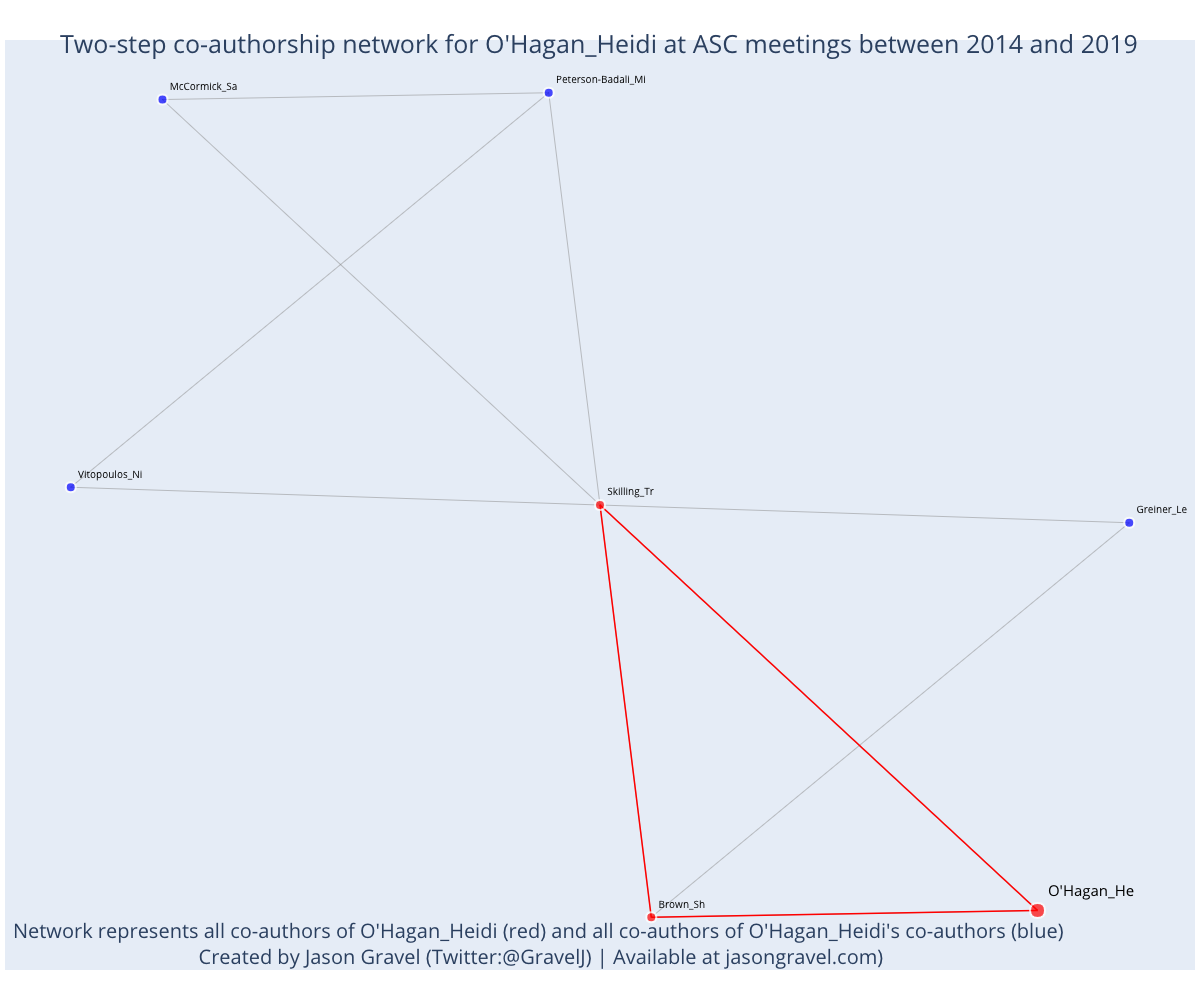 Two-step co-authorship network for O'Hagan_Heidi at ASC meetings between 2014 and 2019
Peterson-Badali_Mi
McCormick_Sa
Vitopoulos_Ni
Skilling_Tr
Greiner_Le
O'Hagan_He
Brown_Sh
Network represents all co-authors of O'Hagan_Heidi (red) and all co-authors of O'Hagan_Heidi's co-authors (blue)
Created by Jason Gravel (Twitter:@GravelJ) | Available at jasongravel.com)